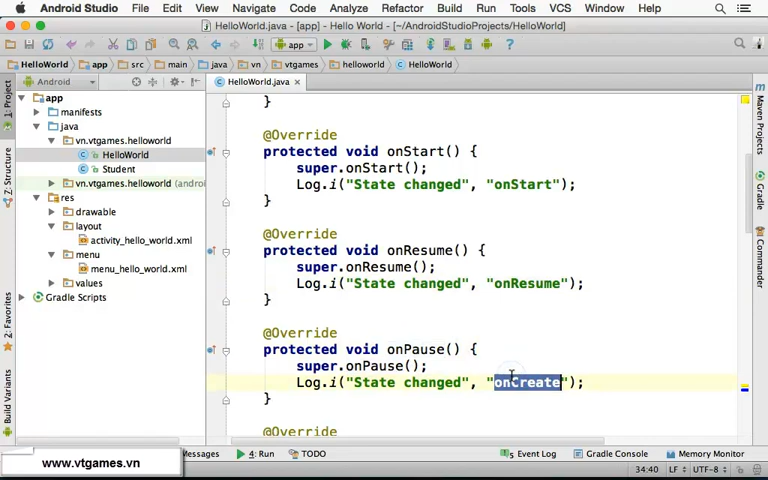 Android Studio File Edit View Navigate Code Analyze Refactor Build Run Tools VCS Window Help
HelloWorld.java - [app] - Hello World - [~/AndroidStudioProjects/HelloWorld]
app
HelloWorld app src main java vn vtgames helloworld HelloWorld
Android
HelloWorld.java
1: Project
Z: Structure
2: Favorites
Build Variants
app
manifests
java
vn.vtgames.helloworld
HelloWorld
Student
vn.vtgames.helloworld
res
drawable
layout
activity_hello_world.xml
menu
menu_hello_world.xml
values
Gradle Scripts
}
@Override
protected void onStart() {
super.onStart();
Log.i("State changed", "onStart");
}
@Override
protected void onResume() {
super.onResume();
Log.i("State changed", "onResume");
}
@Override
protected void onPause() {
super.onPause();
Log.i("State changed", "onCreate");
}
@Override
Maven Projects
Gradle
Commander
4: Run TODO Event Log Gradle Console Memory Monitor
34:40 LF UTF-8
www.vtgames.vn